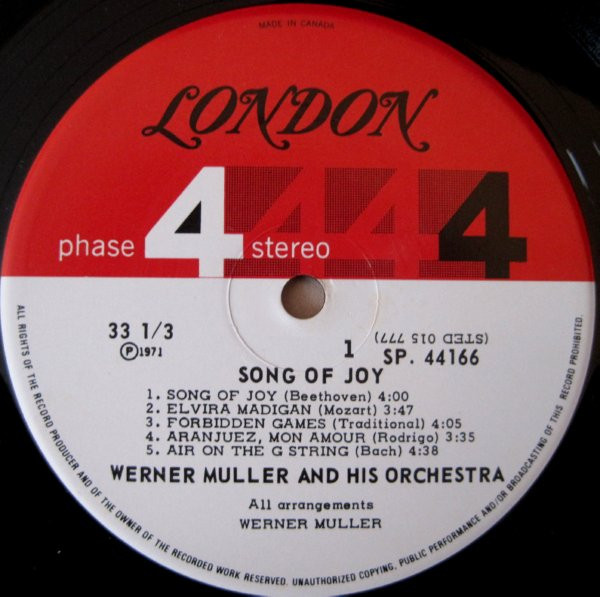 MADE IN CANADA
LONDON
phase 4 stereo 4 4 4
33 1/3
℗1971
1
(STED 015 777)
SP. 44166
SONG OF JOY
1. SONG OF JOY (Beethoven) 4:00
2. ELVIRA MADIGAN (Mozart) 3:47
3. FORBIDDEN GAMES (Traditional) 4:05
4. ARANJUEZ, MON AMOUR (Rodrigo) 3:35
5. AIR ON THE G STRING (Bach) 4:38
WERNER MULLER AND HIS ORCHESTRA
All arrangements
WERNER MULLER
ALL RIGHTS OF THE RECORD PRODUCER AND OF THE OWNER OF THE RECORDED WORK RESERVED. UNAUTHORIZED COPYING, PUBLIC PERFORMANCE AND/OR BROADCASTING OF THIS RECORD PROHIBITED.